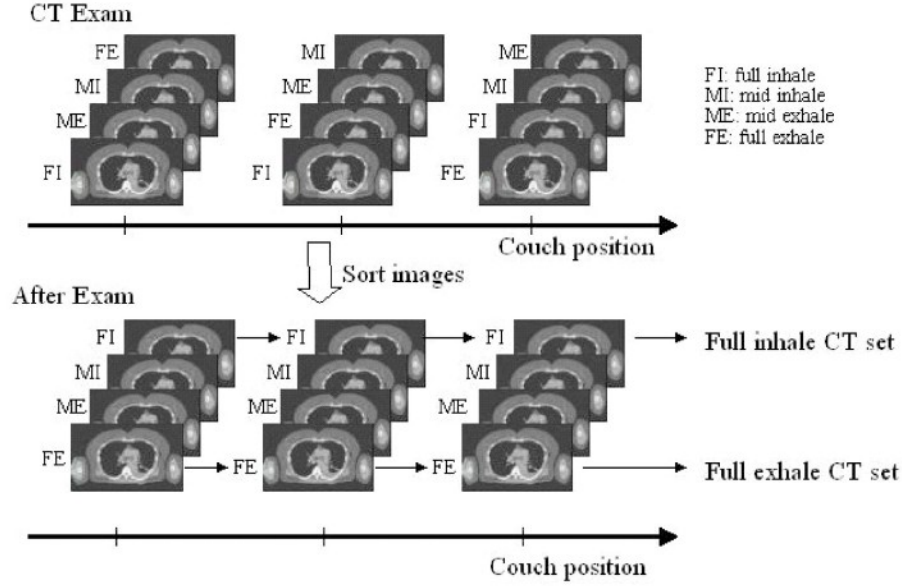 CT Exam
FE
MI
ME
FI
MI
ME
FE
FI
ME
MI
FI
FE
FI: full inhale
MI: mid inhale
ME: mid exhale
FE: full exhale
Couch position
Sort images
After Exam
FI
MI
ME
FE
FI
MI
ME
FE
FI
MI
ME
FE
Full inhale CT set
Full exhale CT set
Couch position